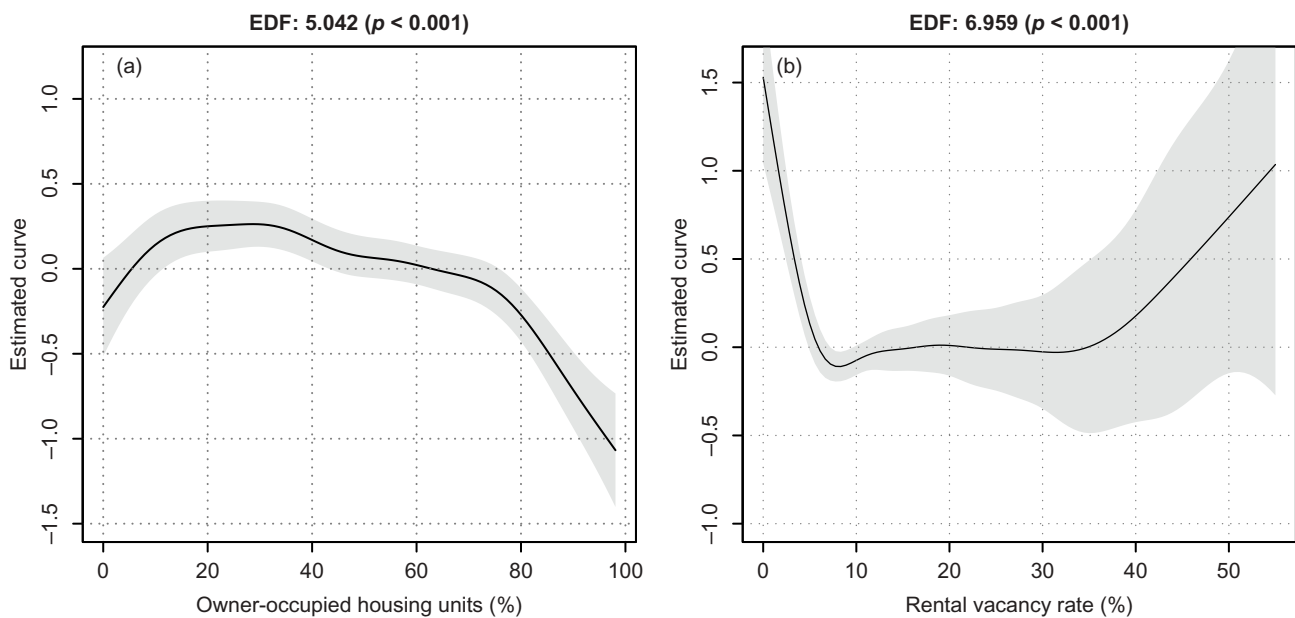 EDF: 5.042 (p < 0.001)
(a)
1.0
0.5
0.0
−0.5
−1.0
−1.5
Estimated curve
0 20 40 60 80 100
Owner-occupied housing units (%)
EDF: 6.959 (p < 0.001)
(b)
1.5
1.0
0.5
0.0
−0.5
−1.0
Estimated curve
0 10 20 30 40 50
Rental vacancy rate (%)